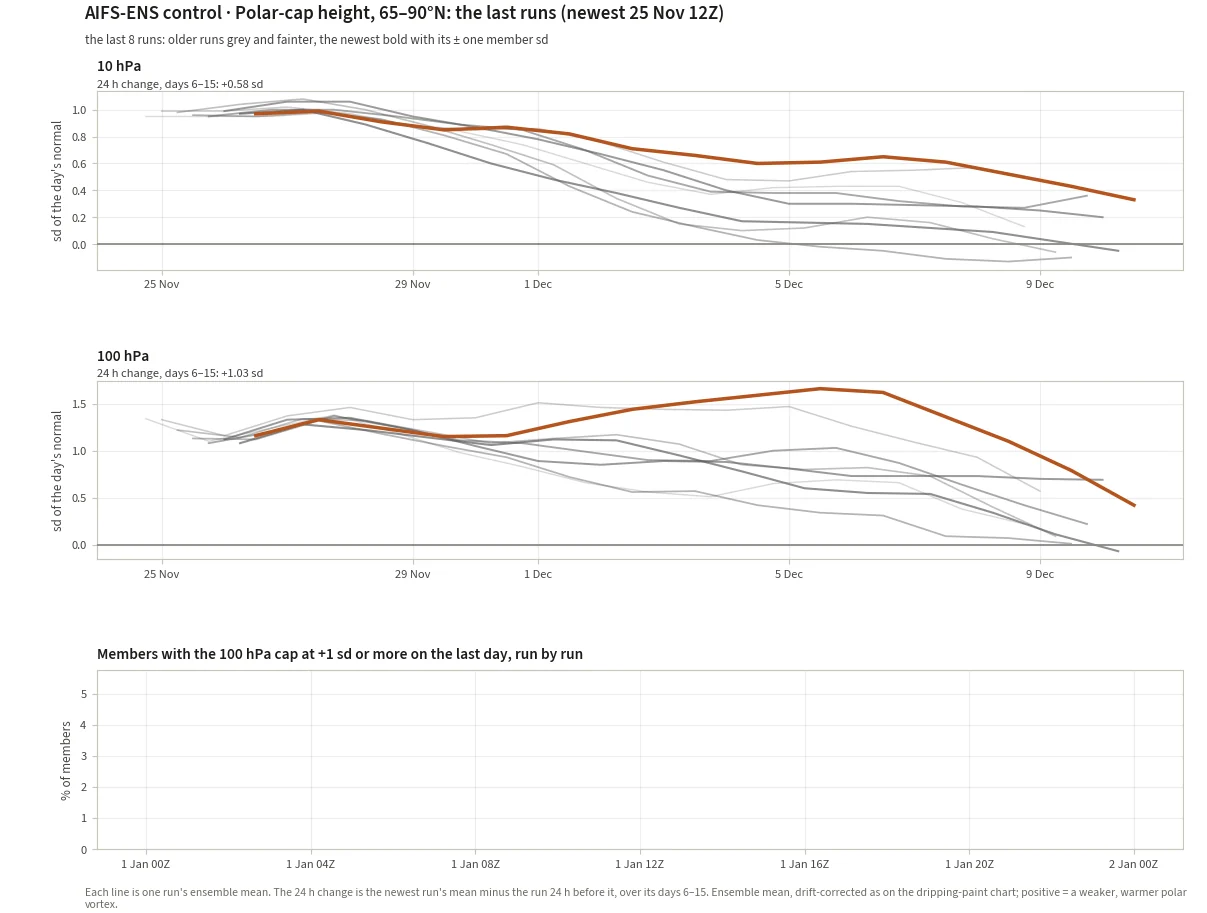 AIFS-ENS control · Polar-cap height, 65–90°N: the last runs (newest 25 Nov 12Z)
the last 8 runs: older runs grey and fainter, the newest bold with its ± one member sd
10 hPa
24 h change, days 6–15: +0.58 sd
1.0
0.8
0.6
0.4
0.2
0.0
sd of the day's normal
25 Nov
29 Nov
1 Dec
5 Dec
9 Dec
100 hPa
24 h change, days 6–15: +1.03 sd
1.5
1.0
0.5
0.0
sd of the day's normal
25 Nov
29 Nov
1 Dec
5 Dec
9 Dec
Members with the 100 hPa cap at +1 sd or more on the last day, run by run
5
4
3
2
1
0
% of members
1 Jan 00Z
1 Jan 04Z
1 Jan 08Z
1 Jan 12Z
1 Jan 16Z
1 Jan 20Z
2 Jan 00Z
Each line is one run's ensemble mean. The 24 h change is the newest run's mean minus the run 24 h before it, over its days 6–15. Ensemble mean, drift-corrected as on the dripping-paint chart; positive = a weaker, warmer polar
vortex.